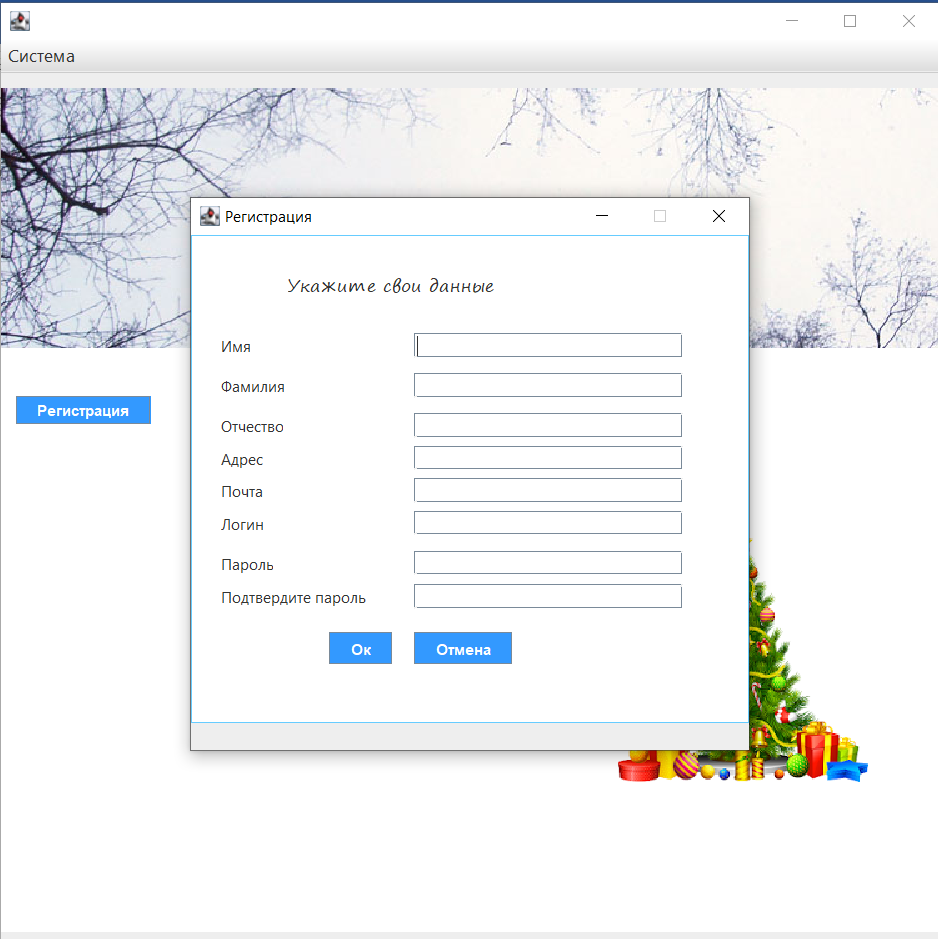 Система
Регистрация
Укажите свои данные
Имя
Фамилия
Регистрация
Отчество
Адрес
Почта
Логин
Пароль
Подтвердите пароль
Ок Отмена